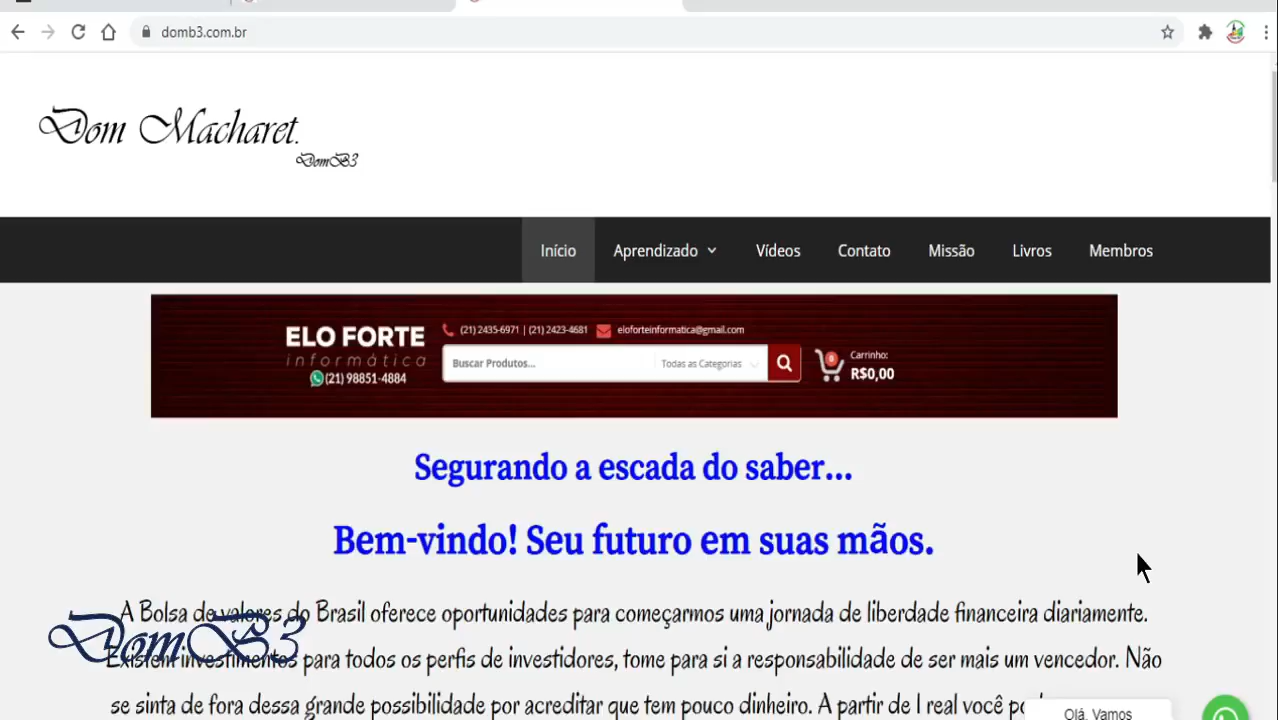 domb3.com.br
Dom Macharet.
DomB3
Início Aprendizado Vídeos Contato Missão Livros Membros
ELO FORTE
informática
(21) 98851-4884
(21) 2435-6971 | (21) 2423-4681 eloforteinformatica@gmail.com
Buscar Produtos... Todas as Categorias
0
Carrinho:
R$0,00
Segurando a escada do saber...
Bem-vindo! Seu futuro em suas mãos.
A Bolsa de valores do Brasil oferece oportunidades para começarmos uma jornada de liberdade financeira diariamente.
DomB3
Existem investimentos para todos os perfis de investidores, tome para si a responsabilidade de ser mais um vencedor. Não
se sinta de fora dessa grande possibilidade por acreditar que tem pouco dinheiro. A partir de 1 real você
Olá, Vamos